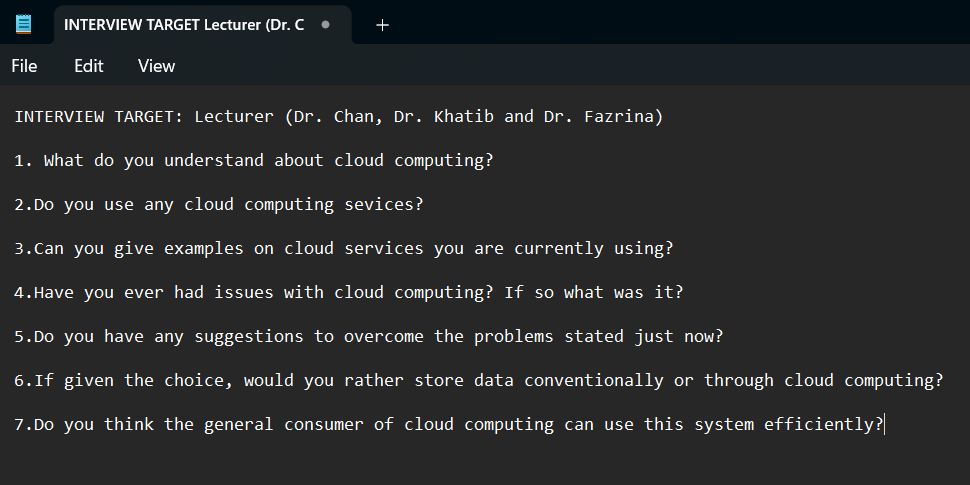 INTERVIEW TARGET Lecturer (Dr. C
File Edit View
INTERVIEW TARGET: Lecturer (Dr. Chan, Dr. Khatib and Dr. Fazrina)
1. What do you understand about cloud computing?
2.Do you use any cloud computing sevices?
3.Can you give examples on cloud services you are currently using?
4.Have you ever had issues with cloud computing? If so what was it?
5.Do you have any suggestions to overcome the problems stated just now?
6.If given the choice, would you rather store data conventionally or through cloud computing?
7.Do you think the general consumer of cloud computing can use this system efficiently?